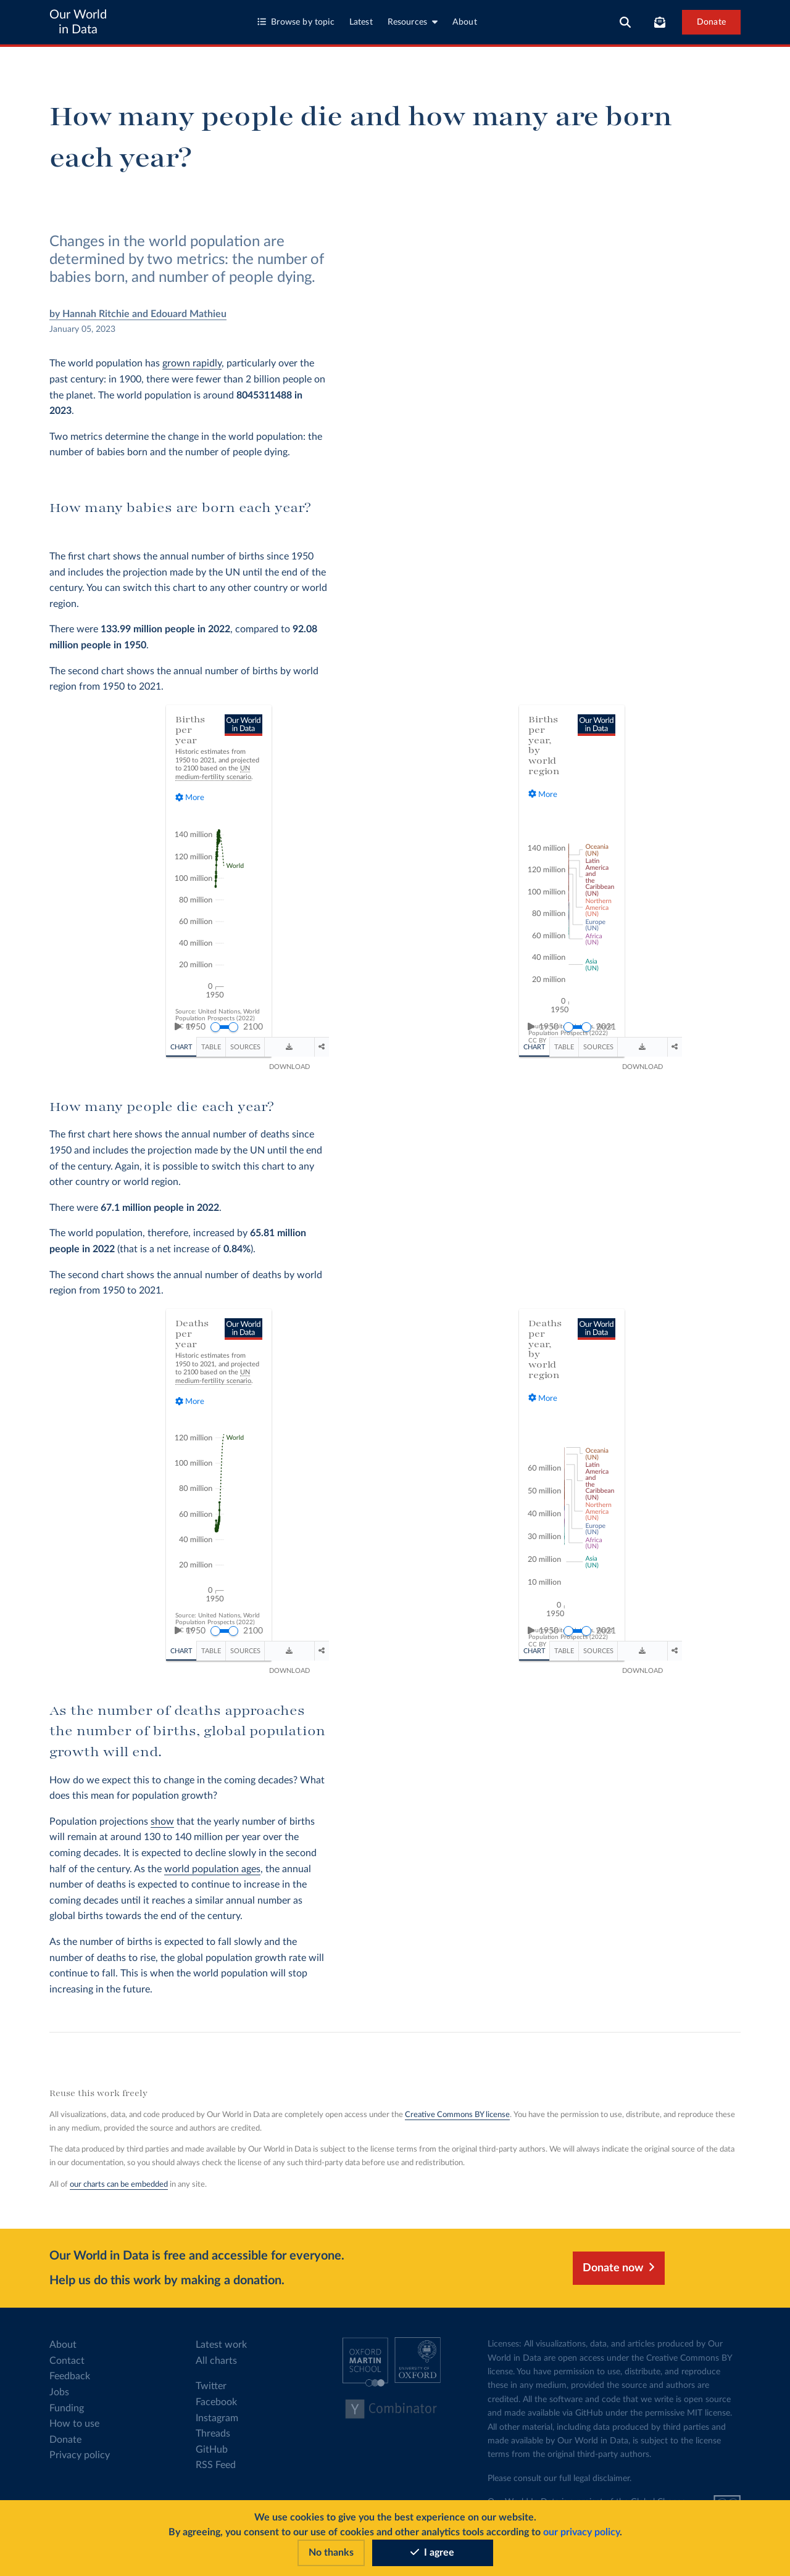 Our World
in Data
Browse by topic
Latest
Resources
About
Donate
How many people die and how many are born
each year?
Changes in the world population are
determined by two metrics: the number of
babies born, and number of people dying.
by Hannah Ritchie and Edouard Mathieu
January 05, 2023
The world population has grown rapidly, particularly over the
past century: in 1900, there were fewer than 2 billion people on
the planet. The world population is around 8045311488 in
2023.
Two metrics determine the change in the world population: the
number of babies born and the number of people dying.
How many babies are born each year?
The first chart shows the annual number of births since 1950
and includes the projection made by the UN until the end of the
century. You can switch this chart to any other country or world
region.
There were 133.99 million people in 2022, compared to 92.08
million people in 1950.
The second chart shows the annual number of births by world
region from 1950 to 2021.
Births
per
year
Our World
in Data
Historic estimates from
1950 to 2021, and projected
to 2100 based on the UN
medium-fertility scenario.
More
140 million
120 million
World
100 million
80 million
60 million
40 million
20 million
0
1950
Source: United Nations, World
Population Prospects (2022)
1950
2100
CHART
TABLE
SOURCES
DOWNLOAD
Births
per
year,
by
world
region
Our World
in Data
More
140 million
120 million
100 million
80 million
60 million
40 million
20 million
0
1950
Oceania
(UN)
Latin
America
and
the
Caribbean
(UN)
Northern
America
(UN)
Europe
(UN)
Africa
(UN)
Asia
(UN)
Population Prospects (2022)
1950
2021
CC BY
CHART
TABLE
SOURCES
DOWNLOAD
How many people die each year?
The first chart here shows the annual number of deaths since
1950 and includes the projection made by the UN until the end
of the century. Again, it is possible to switch this chart to any
other country or world region.
There were 67.1 million people in 2022.
The world population, therefore, increased by 65.81 million
people in 2022 (that is a net increase of 0.84%).
The second chart shows the annual number of deaths by world
region from 1950 to 2021.
Deaths
per
year
Our World
in Data
Historic estimates from
1950 to 2021, and projected
to 2100 based on the UN
medium-fertility scenario.
More
120 million
World
100 million
80 million
60 million
40 million
20 million
0
1950
Source: United Nations, World
Population Prospects (2022)
1950
2100
CHART
TABLE
SOURCES
DOWNLOAD
Deaths
per
year,
by
world
region
Our World
in Data
More
60 million
50 million
40 million
30 million
20 million
10 million
0
1950
Oceania
(UN)
Latin
America
and
the
Caribbean
(UN)
Northern
America
(UN)
Europe
(UN)
Africa
(UN)
Asia
(UN)
Population Prospects (2022)
1950
2021
CC BY
CHART
TABLE
SOURCES
DOWNLOAD
As the number of deaths approaches
the number of births, global population
growth will end.
How do we expect this to change in the coming decades? What
does this mean for population growth?
Population projections show that the yearly number of births
will remain at around 130 to 140 million per year over the
coming decades. It is expected to decline slowly in the second
half of the century. As the world population ages, the annual
number of deaths is expected to continue to increase in the
coming decades until it reaches a similar annual number as
global births towards the end of the century.
As the number of births is expected to fall slowly and the
number of deaths to rise, the global population growth rate will
continue to fall. This is when the world population will stop
increasing in the future.
Reuse this work freely
All visualizations, data, and code produced by Our World in Data are completely open access under the Creative Commons BY license. You have the permission to use, distribute, and reproduce these
in any medium, provided the source and authors are credited.
The data produced by third parties and made available by Our World in Data is subject to the license terms from the original third-party authors. We will always indicate the original source of the data
in our documentation, so you should always check the license of any such third-party data before use and redistribution.
All of our charts can be embedded in any site.
Our World in Data is free and accessible for everyone.
Help us do this work by making a donation.
Donate now
About
Contact
Feedback
Jobs
Funding
How to use
Donate
Privacy policy
Latest work
All charts
Twitter
Facebook
Instagram
Threads
GitHub
RSS Feed
OXFORD
MARTIN
SCHOOL
UNIVERSITY OF
OXFORD
Y Combinator
Licenses: All visualizations, data, and articles produced by Our
World in Data are open access under the Creative Commons BY
license. You have permission to use, distribute, and reproduce
these in any medium, provided the source and authors are
credited. All the software and code that we write is open source
and made available via GitHub under the permissive MIT license.
All other material, including data produced by third parties and
made available by Our World in Data, is subject to the license
terms from the original third-party authors.
Please consult our full legal disclaimer.
We use cookies to give you the best experience on our website.
By agreeing, you consent to our use of cookies and other analytics tools according to our privacy policy.
No thanks
I agree